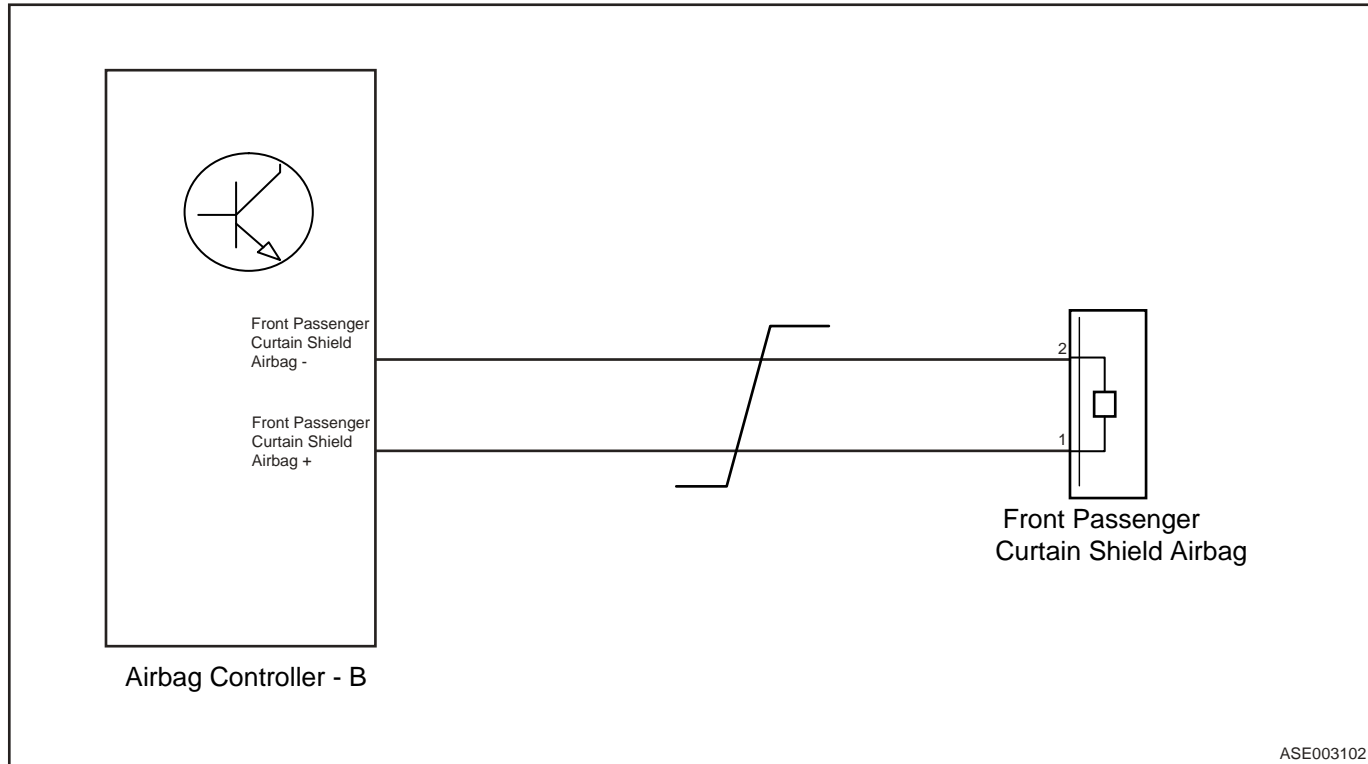 Front Passenger
Curtain Shield
Airbag -
2
Front Passenger
Curtain Shield
Airbag +
1
Front Passenger
Curtain Shield Airbag
Airbag Controller - B
ASE003102